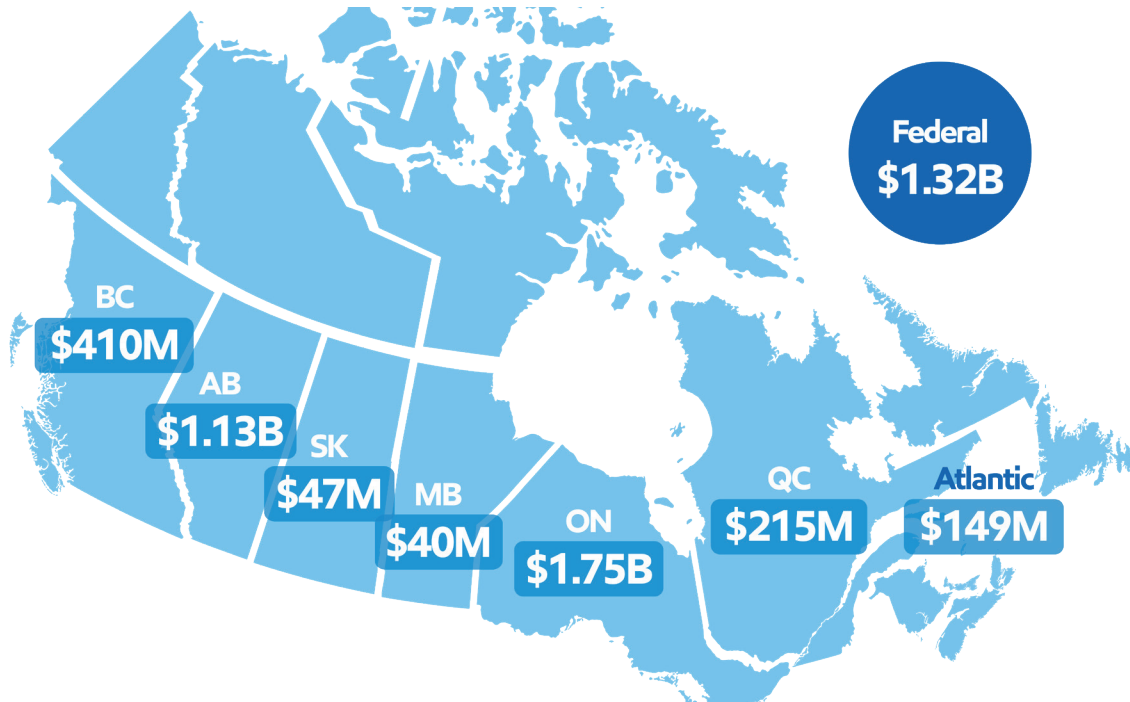 Federal
$1.32B
BC
$410M
AB
$1.13B
SK
$47M
MB
$40M
ON
$1.75B
QC
$215M
Atlantic
$149M